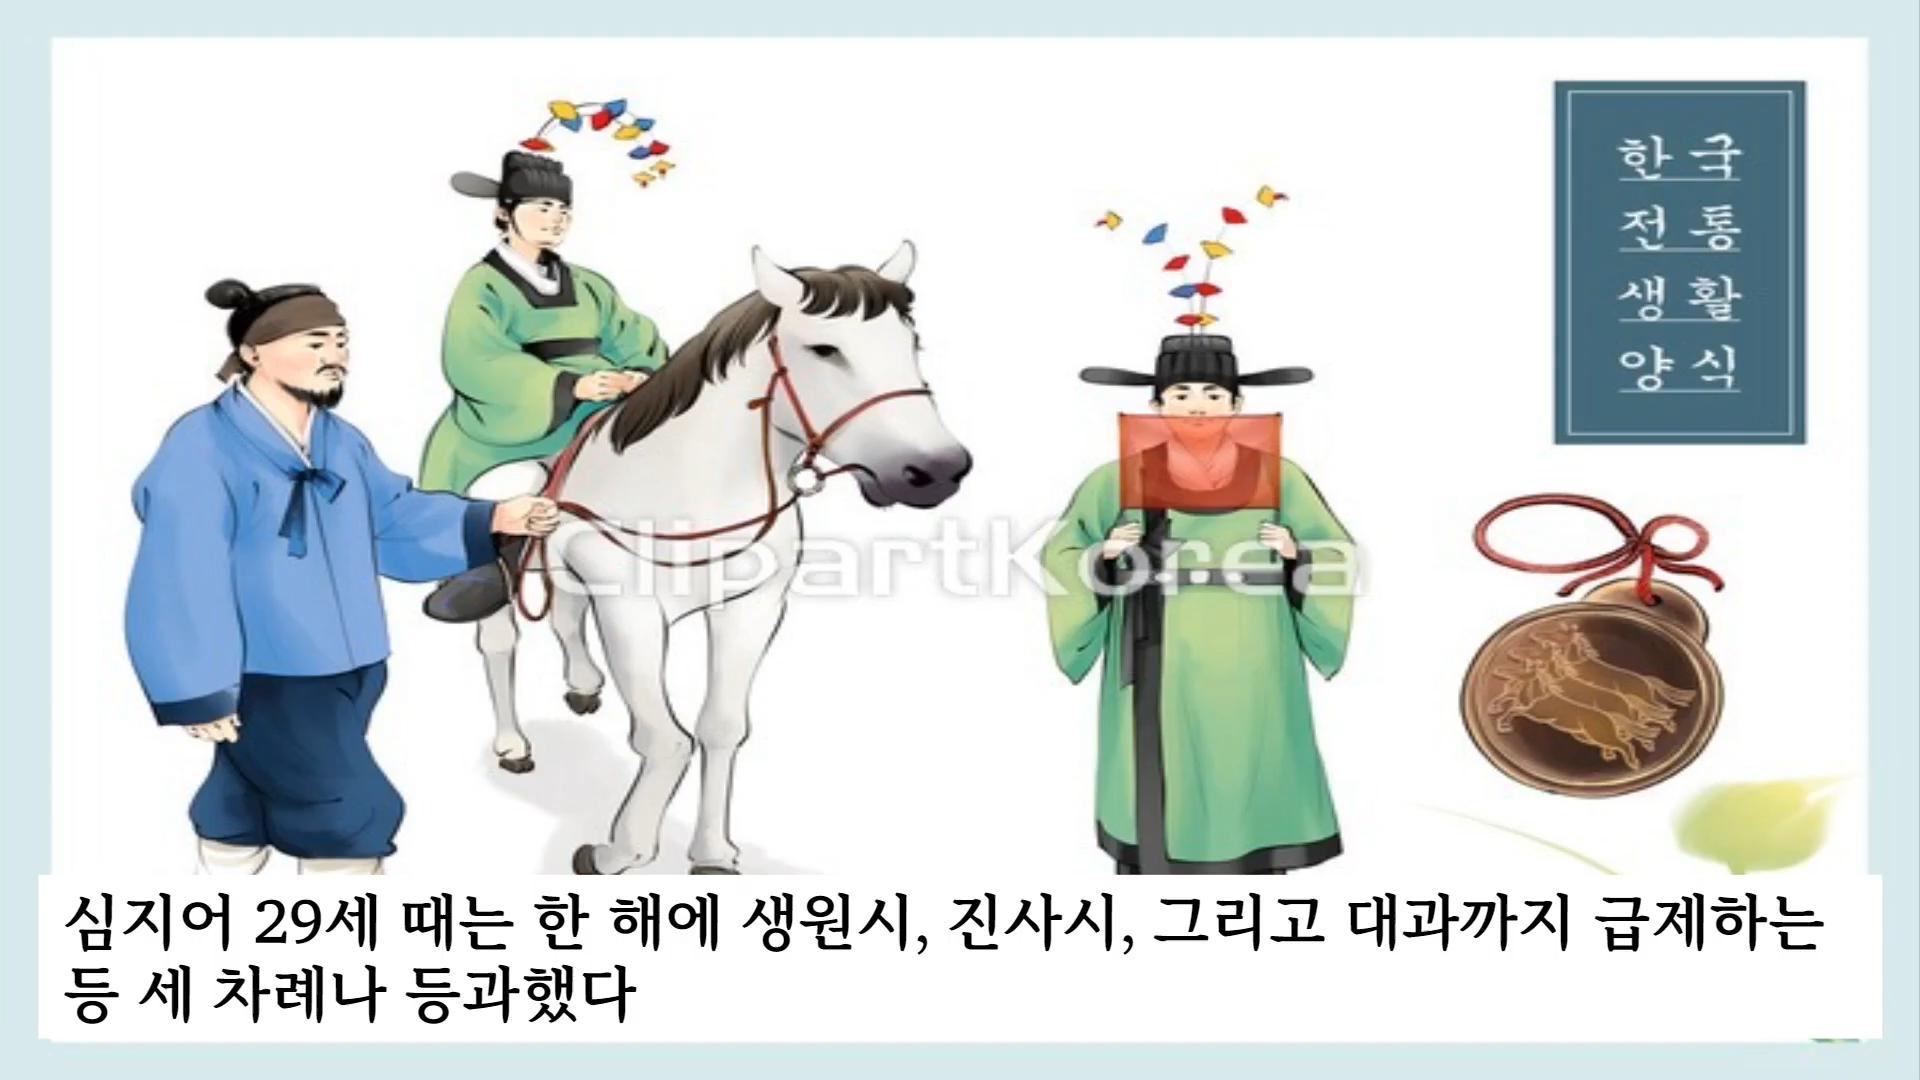 한국
전통
생활
양식
ClipartKorea
심지어 29세 때는 한 해에 생원시, 진사시, 그리고 대과까지 급제하는
등 세 차례나 등과했다